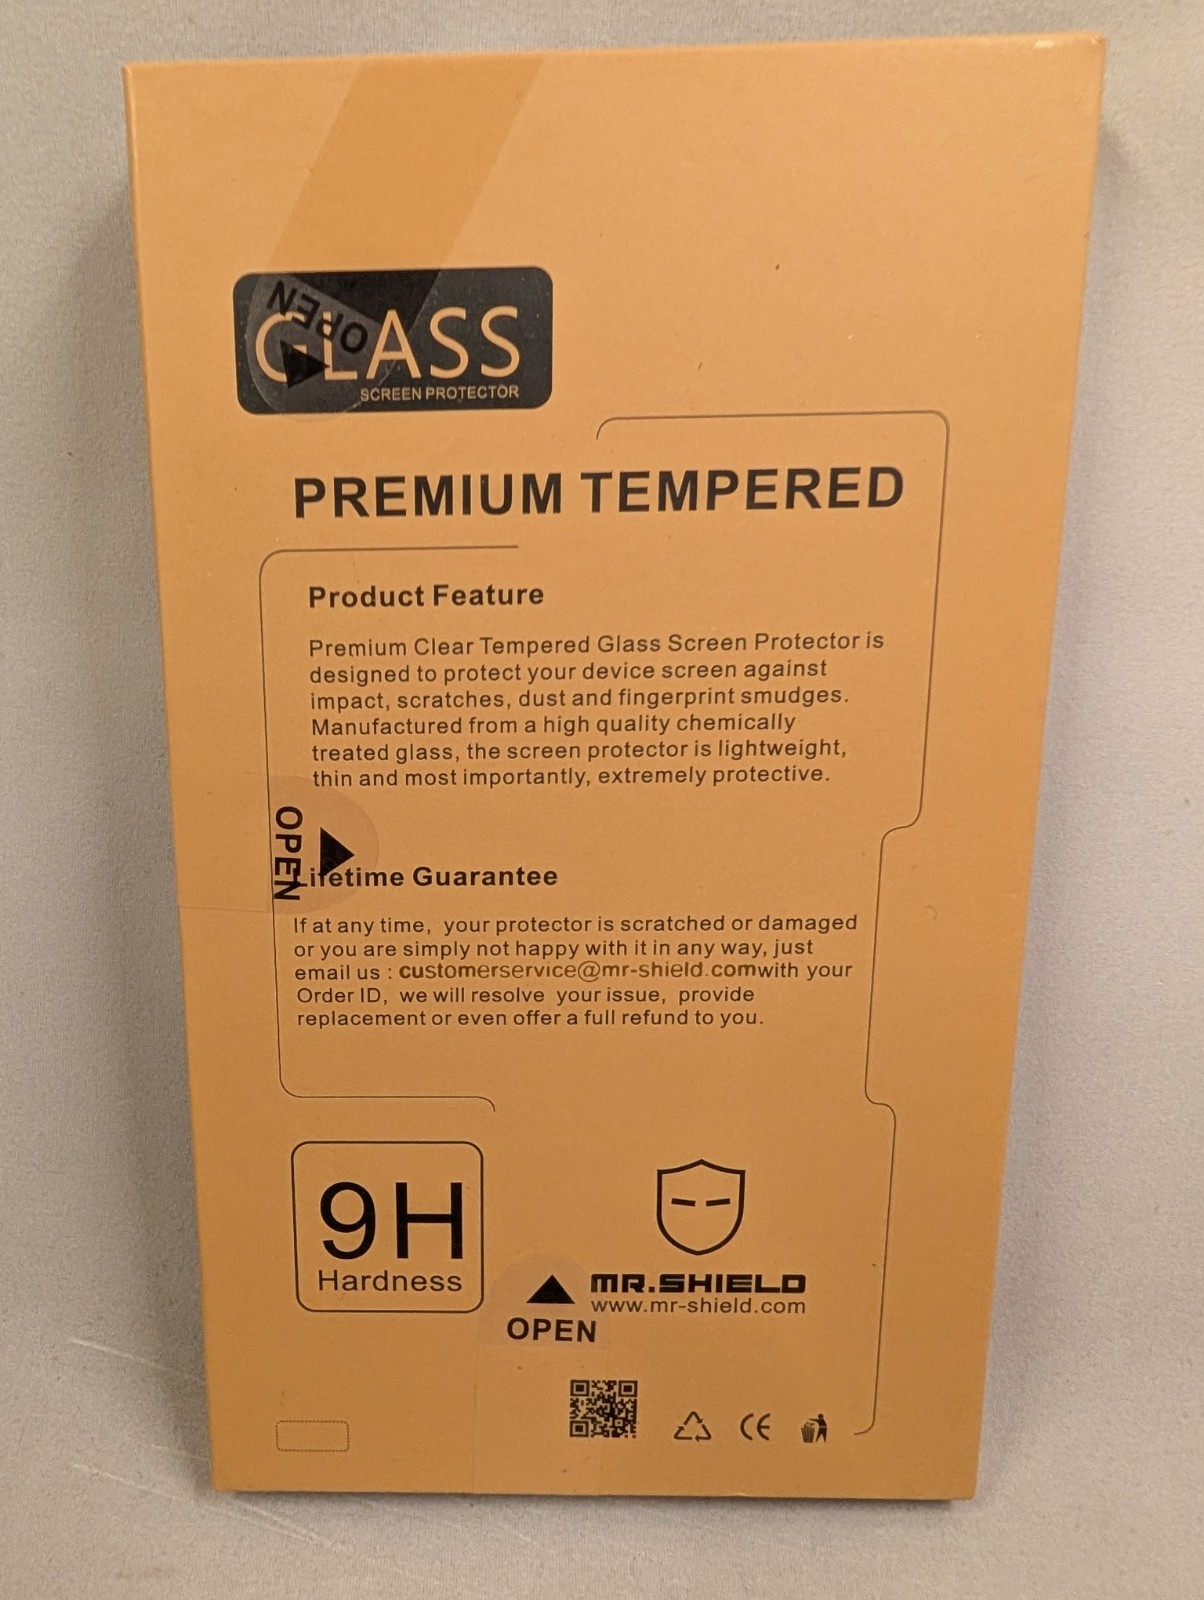 OPEN
GLASS
SCREEN PROTECTOR
PREMIUM TEMPERED
Product Feature
Premium Clear Tempered Glass Screen Protector is
designed to protect your device screen against
impact, scratches, dust and fingerprint smudges.
Manufactured from a high quality chemically
treated glass, the screen protector is lightweight,
thin and most importantly, extremely protective.
OPEN
Lifetime Guarantee
If at any time, your protector is scratched or damaged
or you are simply not happy with it in any way, just
email us : customerservice@mr-shield.comwith your
Order ID, we will resolve your issue, provide
replacement or even offer a full refund to you.
9H
Hardness
MR.SHIELD
www.mr-shield.com
OPEN
CE